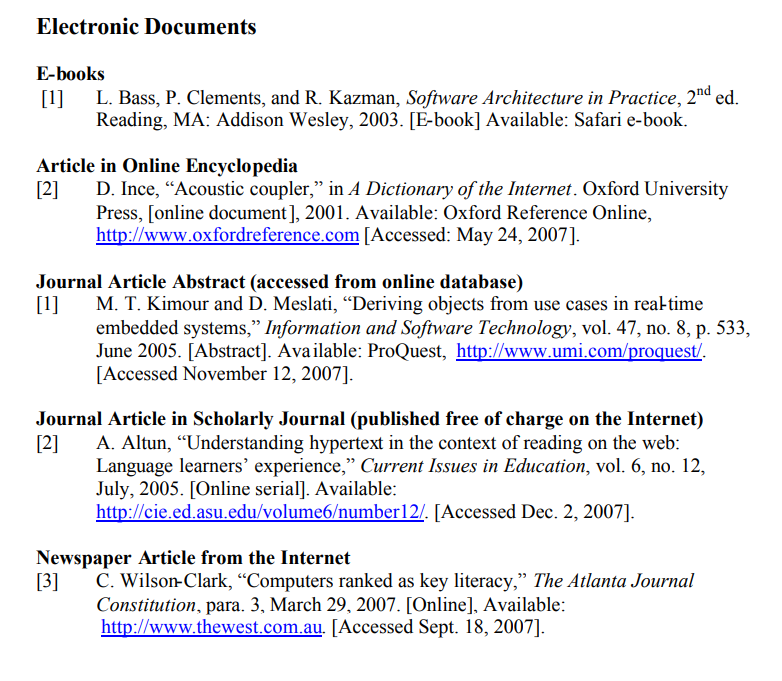 Electronic Documents
E-books
[1] L. Bass, P. Clements, and R. Kazman, Software Architecture in Practice, 2nd ed.
Reading, MA: Addison Wesley, 2003. [E-book] Available: Safari e-book.
Article in Online Encyclopedia
[2] D. Ince, “Acoustic coupler,” in A Dictionary of the Internet. Oxford University
Press, [online document], 2001. Available: Oxford Reference Online,
http://www.oxfordreference.com [Accessed: May 24, 2007].
Journal Article Abstract (accessed from online database)
[1] M. T. Kimour and D. Meslati, “Deriving objects from use cases in real-time
embedded systems,” Information and Software Technology, vol. 47, no. 8, p. 533,
June 2005. [Abstract]. Available: ProQuest, http://www.umi.com/proquest/.
[Accessed November 12, 2007].
Journal Article in Scholarly Journal (published free of charge on the Internet)
[2] A. Altun, “Understanding hypertext in the context of reading on the web:
Language learners’ experience,” Current Issues in Education, vol. 6, no. 12,
July, 2005. [Online serial]. Available:
http://cie.ed.asu.edu/volume6/number12/. [Accessed Dec. 2, 2007].
Newspaper Article from the Internet
[3] C. Wilson-Clark, “Computers ranked as key literacy,” The Atlanta Journal
Constitution, para. 3, March 29, 2007. [Online], Available:
http://www.thewest.com.au. [Accessed Sept. 18, 2007].